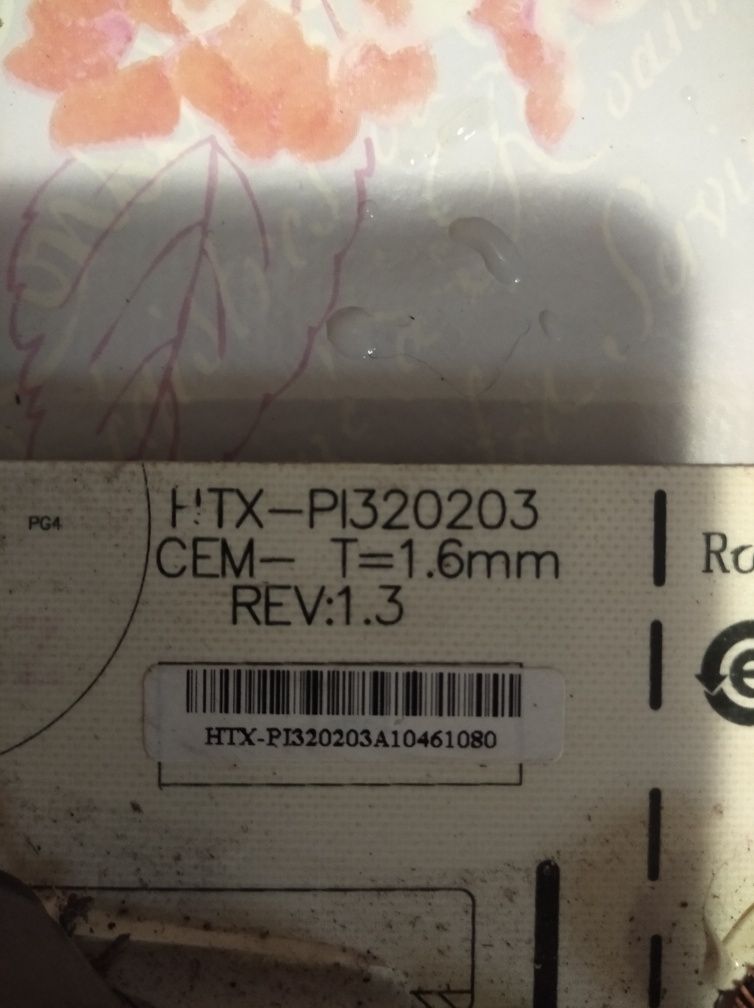 PG4
HTX-PI320203
CEM- T=1.6mm
REV:1.3
HTX-PI320203A10461080